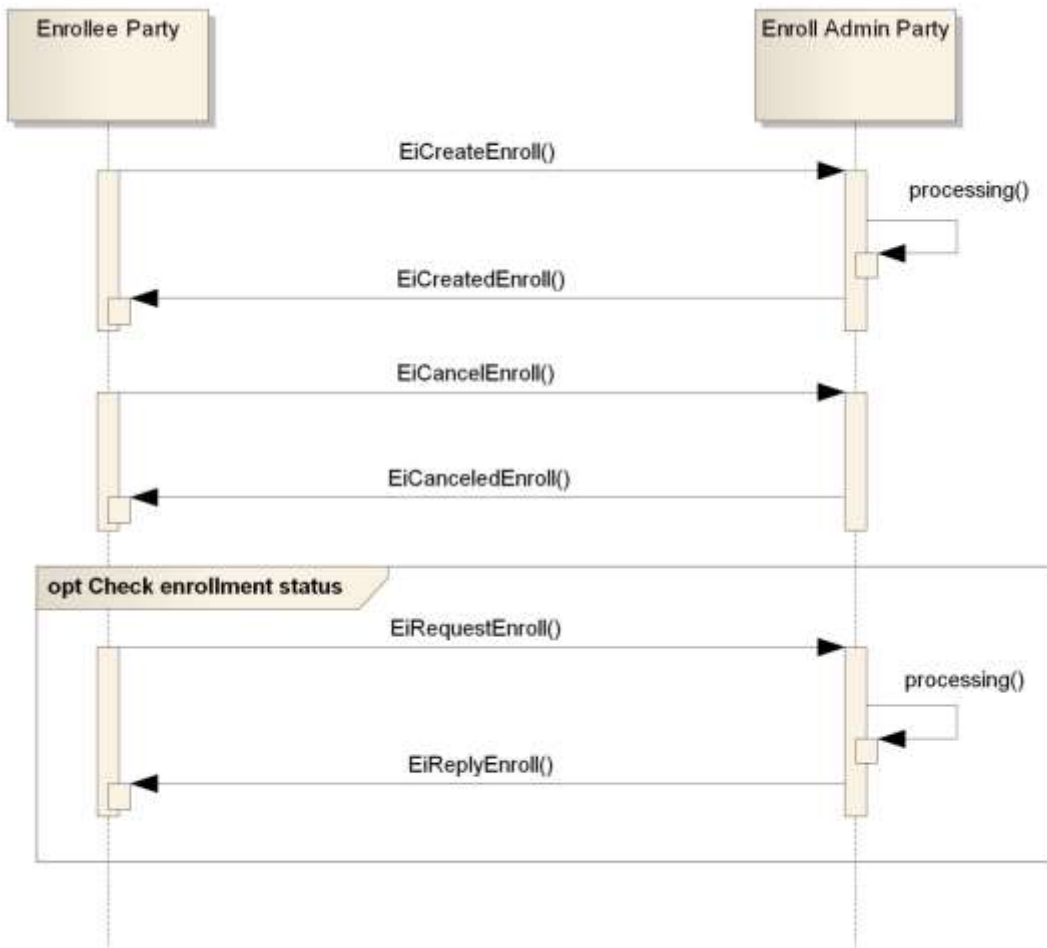 Enrollee Party
Enroll Admin Party
EiCreateEnroll()
processing()
EiCreatedEnroll()
EiCancelEnroll()
EiCanceledEnroll()
opt Check enrollment status
EiRequestEnroll()
processing()
EiReplyEnroll()